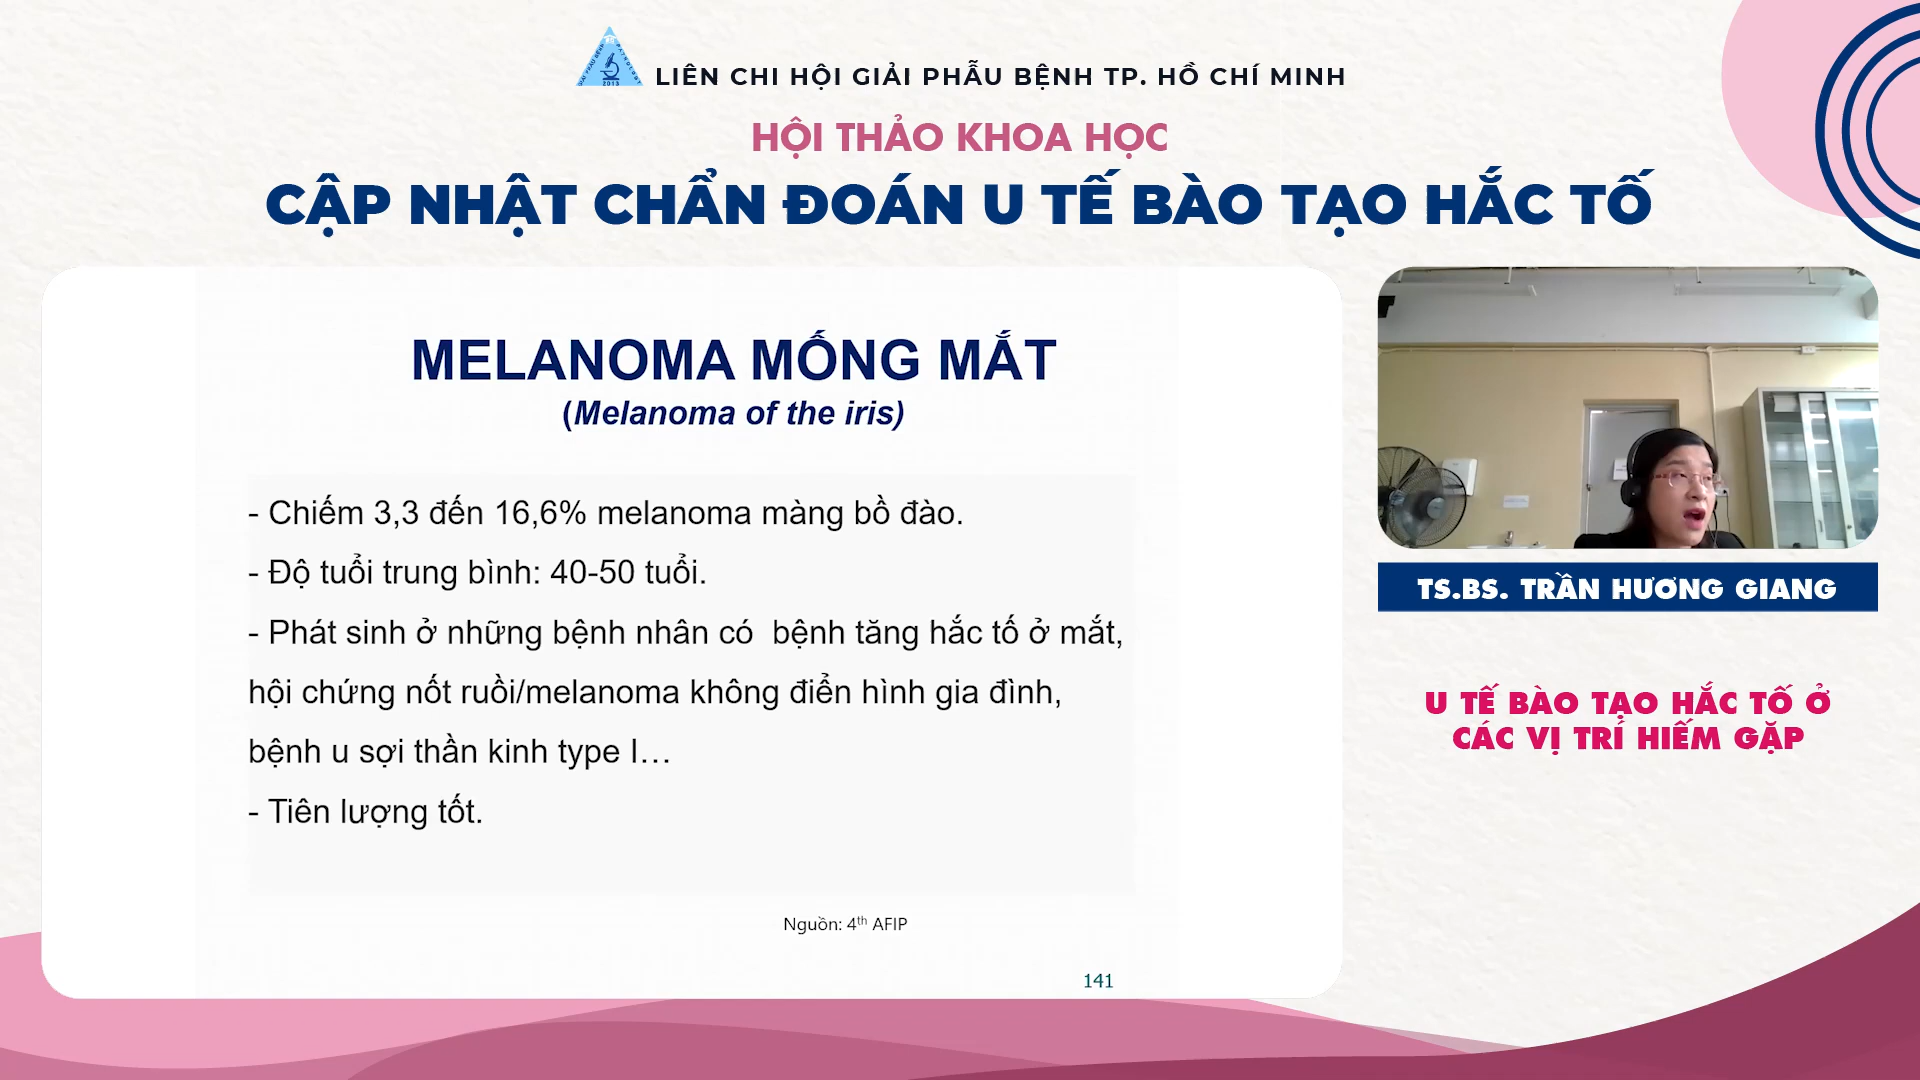 LIÊN CHI HỘI GIẢI PHẪU BỆNH TP. HỒ CHÍ MINH
HỘI THẢO KHOA HỌC
CẬP NHẬT CHẨN ĐOÁN U TẾ BÀO TẠO HẮC TỐ
MELANOMA MỐNG MẮT
(Melanoma of the iris)
- Chiếm 3,3 đến 16,6% melanoma màng bồ đào.
- Độ tuổi trung bình: 40-50 tuổi.
- Phát sinh ở những bệnh nhân có  bệnh tăng hắc tố ở mắt,
hội chứng nốt ruồi/melanoma không điển hình gia đình,
bệnh u sợi thần kinh type I…
- Tiên lượng tốt.
Nguồn: 4th AFIP
141
TS.BS. TRẦN HƯƠNG GIANG
U TẾ BÀO TẠO HẮC TỐ Ở
CÁC VỊ TRÍ HIẾM GẶP